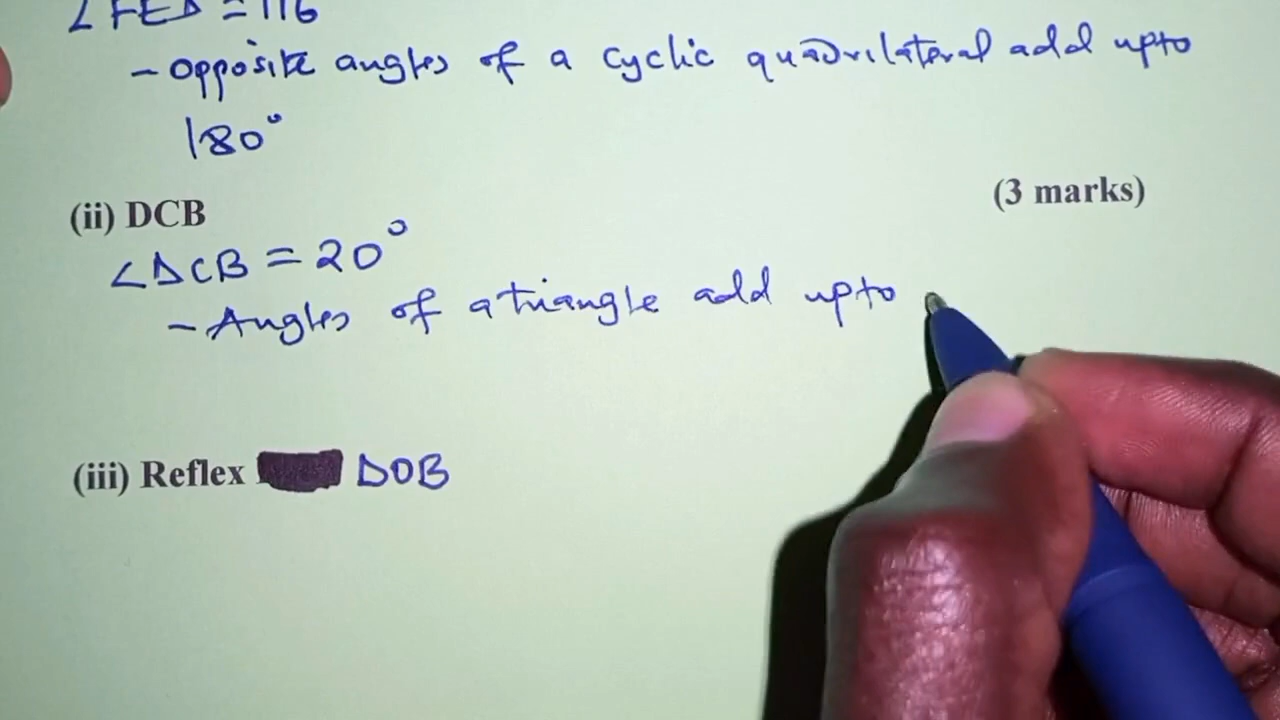 ∠FED = 116
- Opposite angles of a cyclic quadrilateral add upto
180°
(ii) DCB (3 marks)
∠DCB = 20°
- Angles of a triangle add upto
(iii) Reflex DOB